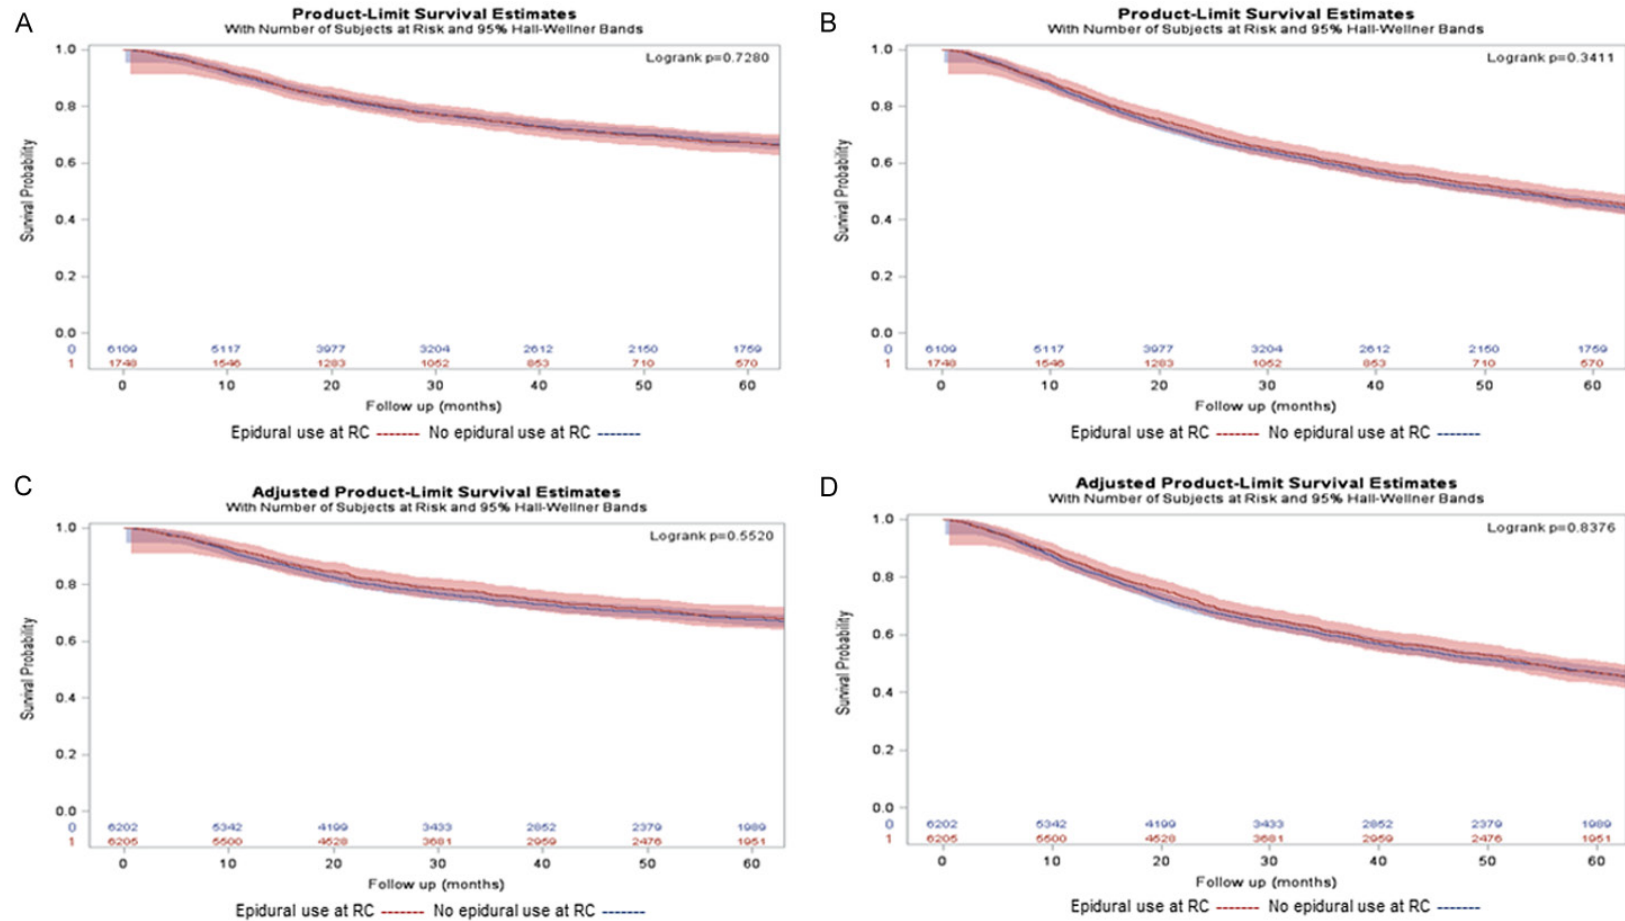 A
Product-Limit Survival Estimates
With Number of Subjects at Risk and 95% Hall-Wellner Bands
Logrank p=0.7280
Survival Probability
1.0
0.8
0.6
0.4
0.2
0.0
0 6109 5117 3977 3204 2612 2150 1759
1 1748 1546 1283 1052 853 710 570
0 10 20 30 40 50 60
Follow up (months)
Epidural use at RC No epidural use at RC
B
Product-Limit Survival Estimates
With Number of Subjects at Risk and 95% Hall-Wellner Bands
Logrank p=0.3411
Survival Probability
1.0
0.8
0.6
0.4
0.2
0.0
0 6109 5117 3977 3204 2612 2150 1759
1 1748 1546 1283 1052 853 710 570
0 10 20 30 40 50 60
Follow up (months)
Epidural use at RC No epidural use at RC
C
Adjusted Product-Limit Survival Estimates
With Number of Subjects at Risk and 95% Hall-Wellner Bands
Logrank p=0.5520
Survival Probability
1.0
0.8
0.6
0.4
0.2
0.0
0 6202 5342 4199 3433 2852 2379 1989
1 6205 5500 4528 3681 2959 2476 1951
0 10 20 30 40 50 60
Follow up (months)
Epidural use at RC No epidural use at RC
D
Adjusted Product-Limit Survival Estimates
With Number of Subjects at Risk and 95% Hall-Wellner Bands
Logrank p=0.8376
Survival Probability
1.0
0.8
0.6
0.4
0.2
0.0
0 6202 5342 4199 3433 2852 2379 1989
1 6205 5500 4528 3681 2959 2476 1951
0 10 20 30 40 50 60
Follow up (months)
Epidural use at RC No epidural use at RC